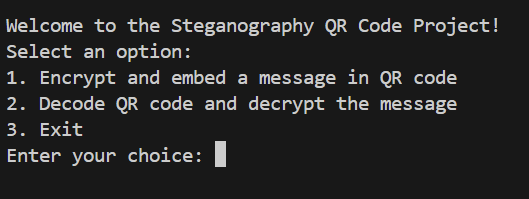 Welcome to the Steganography QR Code Project!
Select an option:
1. Encrypt and embed a message in QR code
2. Decode QR code and decrypt the message
3. Exit
Enter your choice: